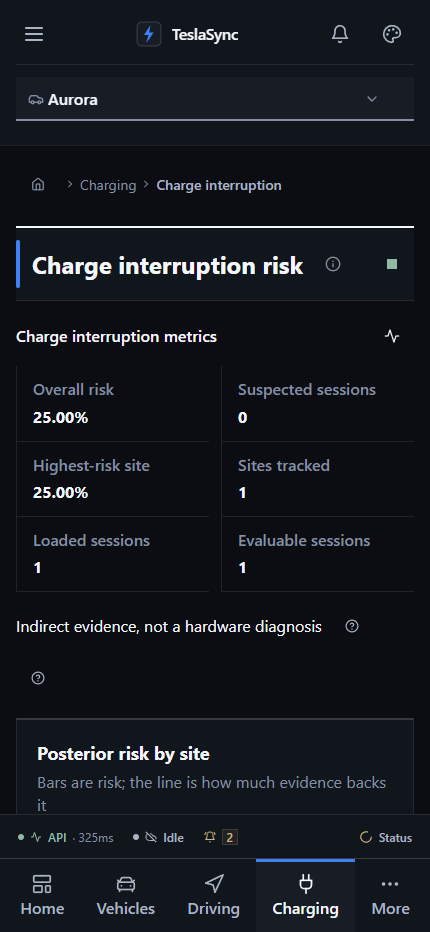 TeslaSync
Aurora
Charging
Charge interruption
Charge interruption risk
Charge interruption metrics
Overall risk
25.00%
Suspected sessions
0
Highest-risk site
25.00%
Sites tracked
1
Loaded sessions
1
Evaluable sessions
1
Indirect evidence, not a hardware diagnosis
Posterior risk by site
Bars are risk; the line is how much evidence backs
it
API · 325ms
Idle
2
Status
Home
Vehicles
Driving
Charging
More